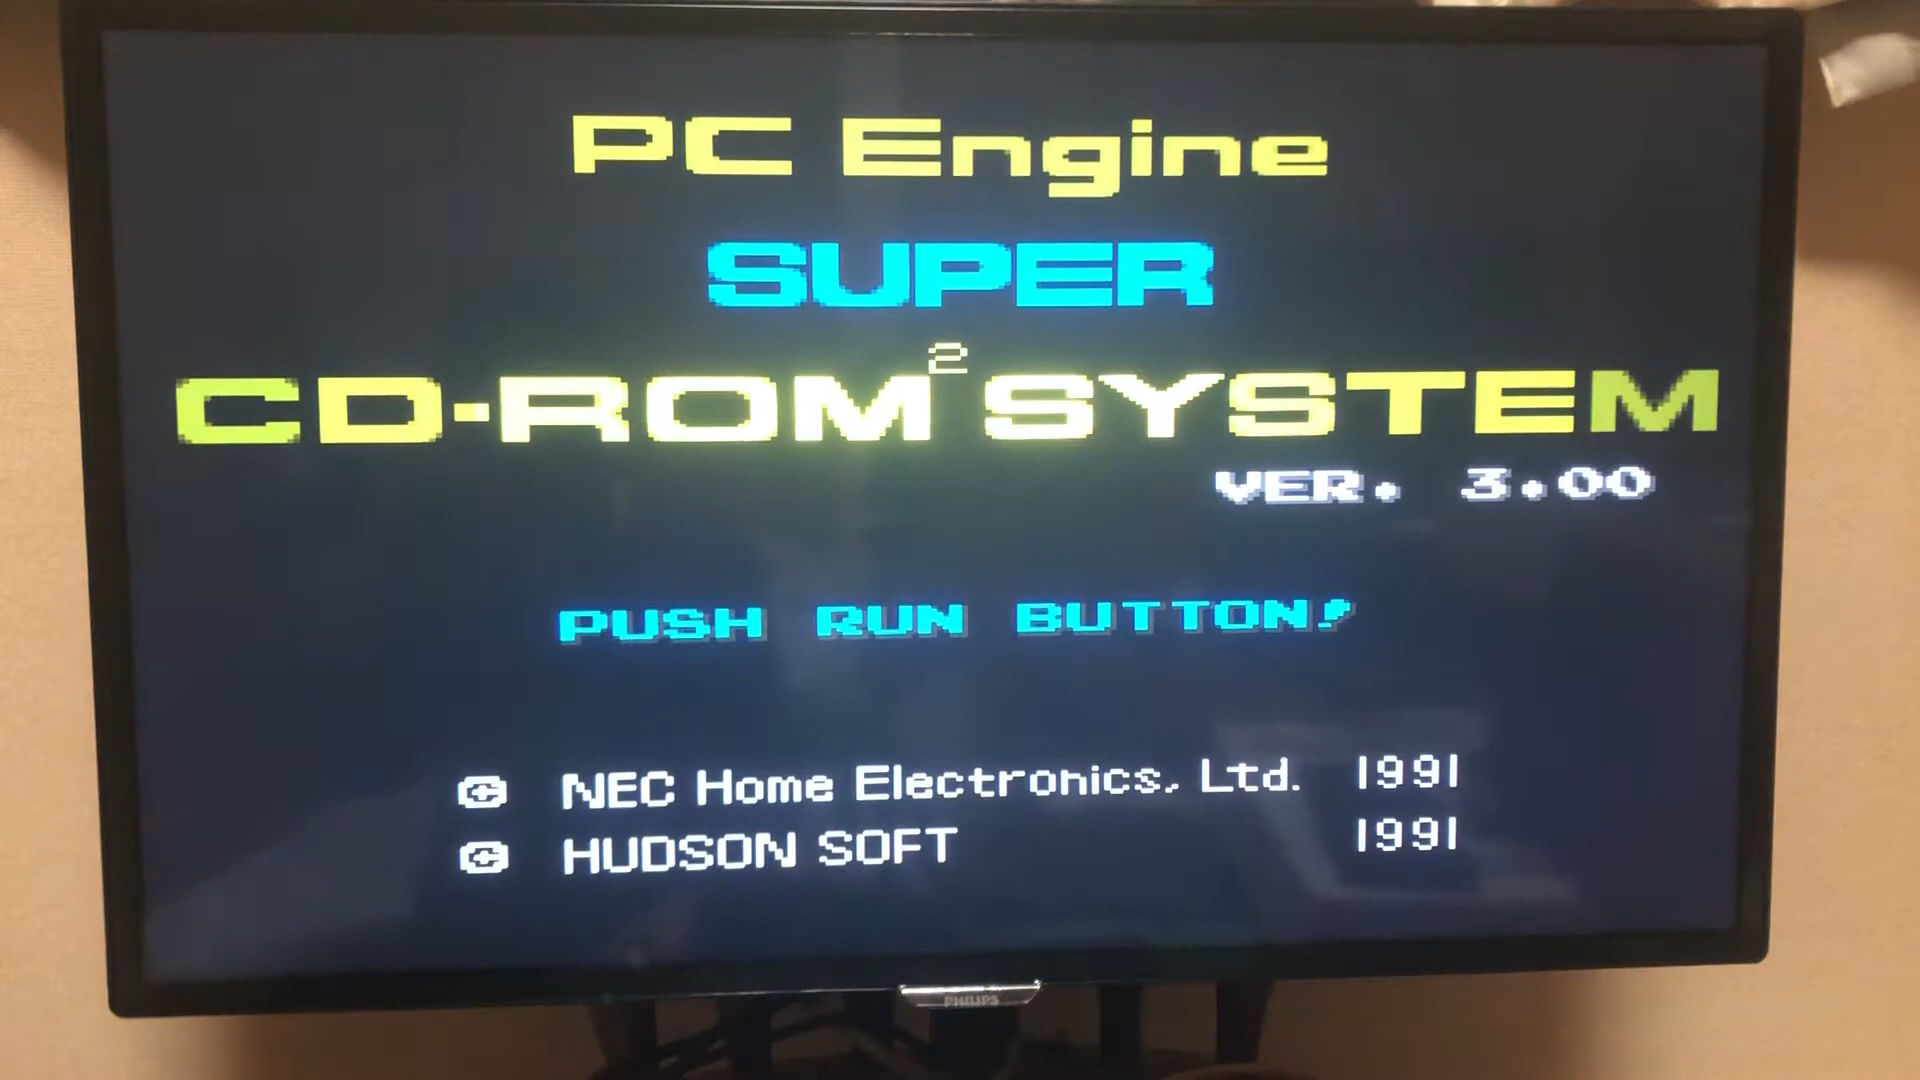 PC Engine
SUPER
CD-ROM² SYSTEM
VER. 3.00
PUSH RUN BUTTON!
© NEC Home Electronics, Ltd. 1991
© HUDSON SOFT 1991
PHILIPS